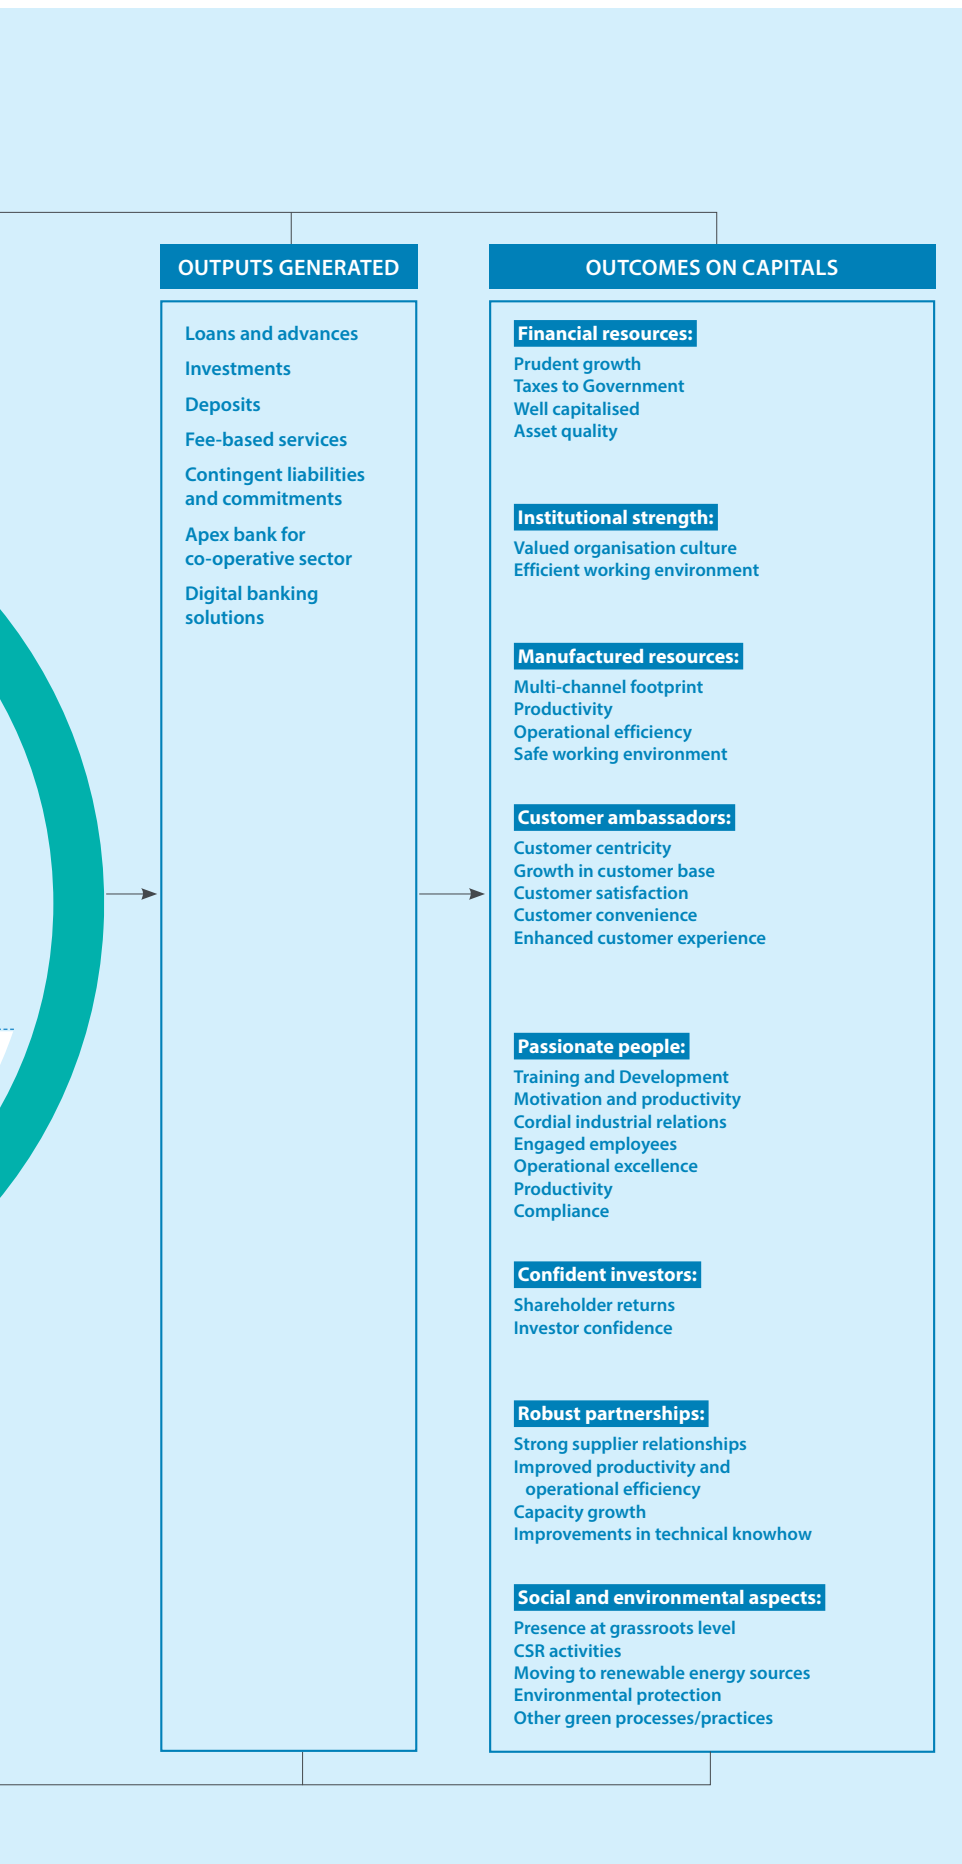 OUTPUTS GENERATED
Loans and advances
Investments
Deposits
Fee-based services
Contingent liabilities
and commitments
Apex bank for
co-operative sector
Digital banking
solutions
OUTCOMES ON CAPITALS
Financial resources:
Prudent growth
Taxes to Government
Well capitalised
Asset quality
Institutional strength:
Valued organisation culture
Efficient working environment
Manufactured resources:
Multi-channel footprint
Productivity
Operational efficiency
Safe working environment
Customer ambassadors:
Customer centricity
Growth in customer base
Customer satisfaction
Customer convenience
Enhanced customer experience
Passionate people:
Training and Development
Motivation and productivity
Cordial industrial relations
Engaged employees
Operational excellence
Productivity
Compliance
Confident investors:
Shareholder returns
Investor confidence
Robust partnerships:
Strong supplier relationships
Improved productivity and
operational efficiency
Capacity growth
Improvements in technical knowhow
Social and environmental aspects:
Presence at grassroots level
CSR activities
Moving to renewable energy sources
Environmental protection
Other green processes/practices